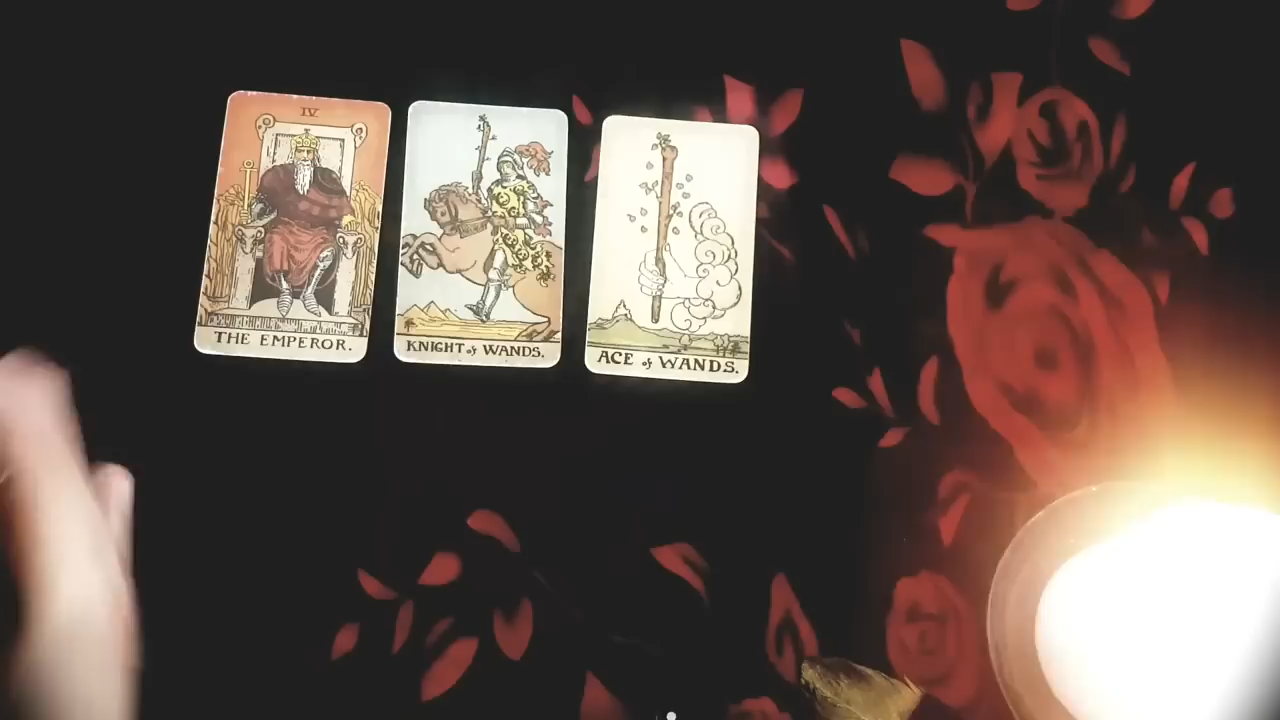 IV
THE EMPEROR.
KNIGHT of WANDS.
ACE of WANDS.